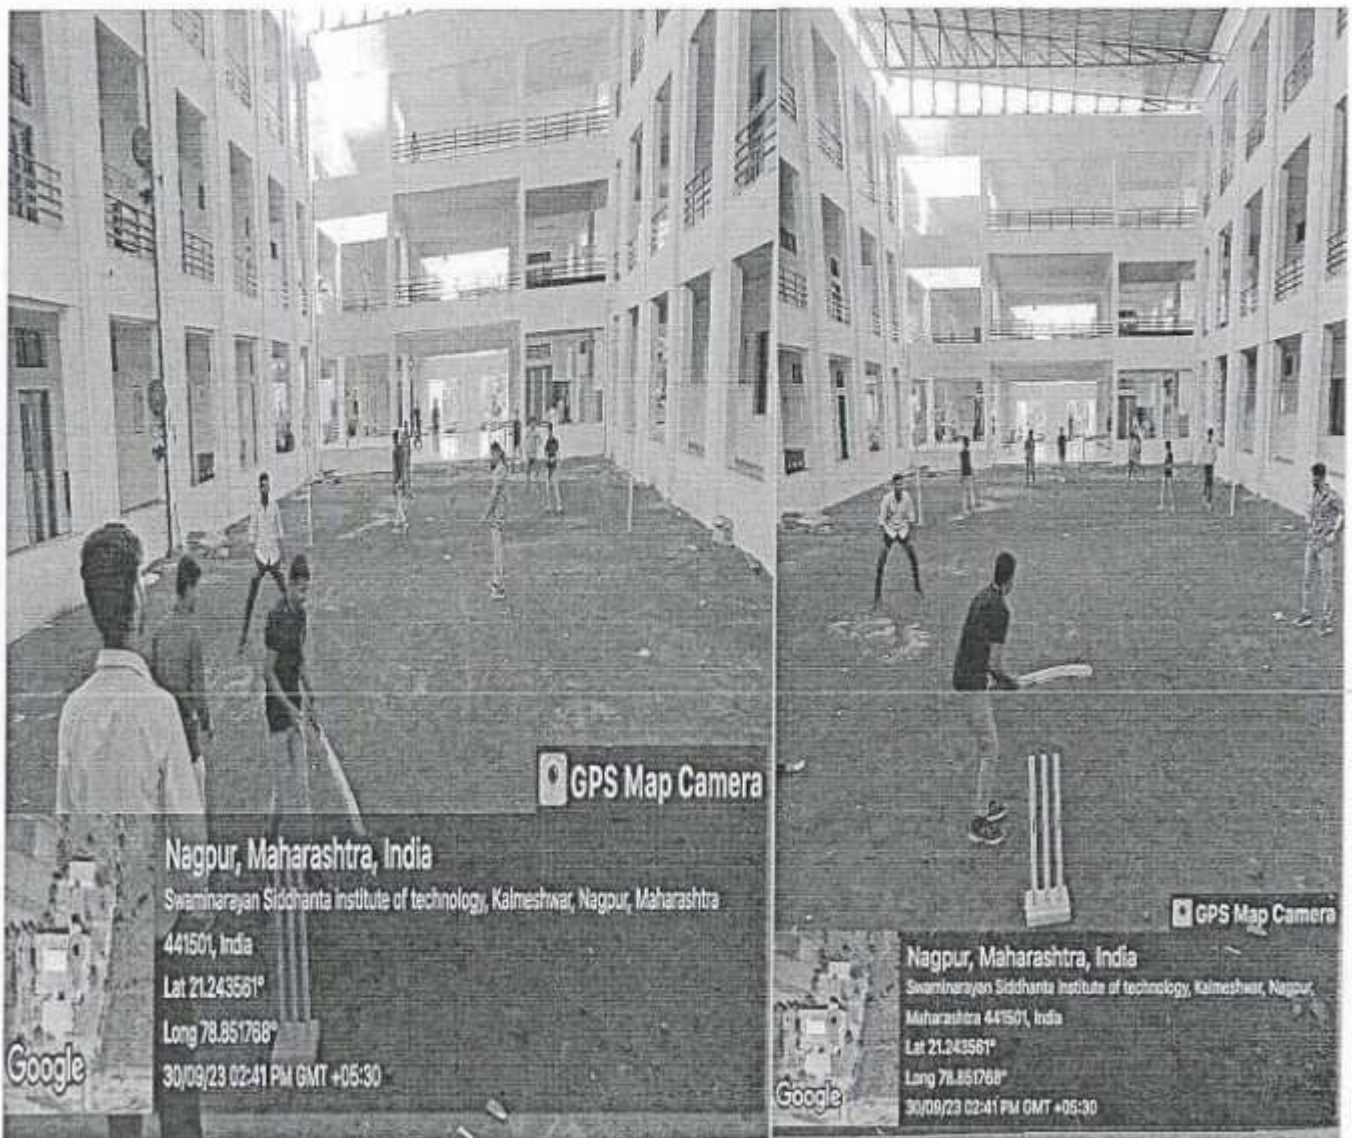 GPS Map Camera
Nagpur, Maharashtra, India
Swaminarayan Siddhanta institute of technology, Kalmeshwar, Nagpur, Maharashtra
441501, India
Lat 21.243561°
Long 78.851768°
30/09/23 02:41 PM GMT +05:30
Google
GPS Map Camera
Nagpur, Maharashtra, India
Swaminarayan Siddhanta institute of technology, Kalmeshwar, Nagpur,
Maharashtra 441501, India
Lat 21.243561°
Long 78.851768°
30/09/23 02:41 PM GMT +05:30
Google